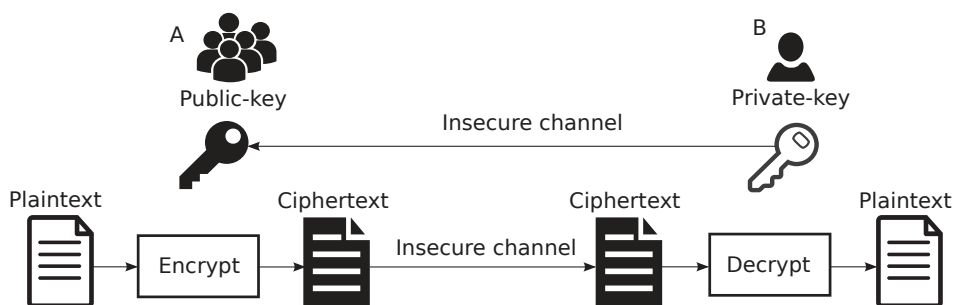 A
B
Public-key
Private-key
Insecure channel
Plaintext
Ciphertext
Ciphertext
Plaintext
Encrypt
Insecure channel
Decrypt